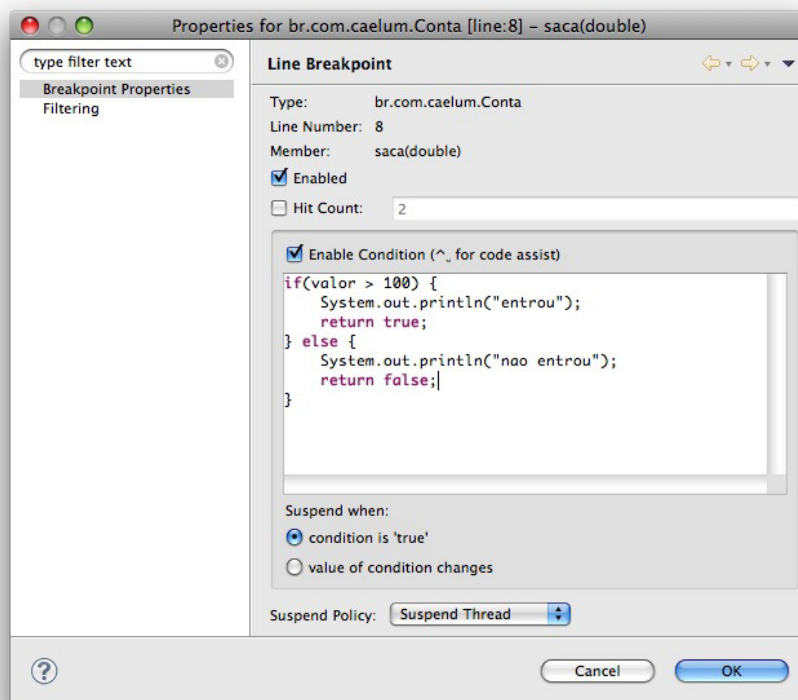 Properties for br.com.caelum.Conta [line:8] – saca(double)
type filter text
Breakpoint Properties
Filtering
Line Breakpoint
Type: br.com.caelum.Conta
Line Number: 8
Member: saca(double)
Enabled
Hit Count: 2
Enable Condition (^␣ for code assist)
if(valor > 100) {
    System.out.println("entrou");
    return true;
} else {
    System.out.println("nao entrou");
    return false;
}
Suspend when:
condition is 'true'
value of condition changes
Suspend Policy: Suspend Thread
?
Cancel OK